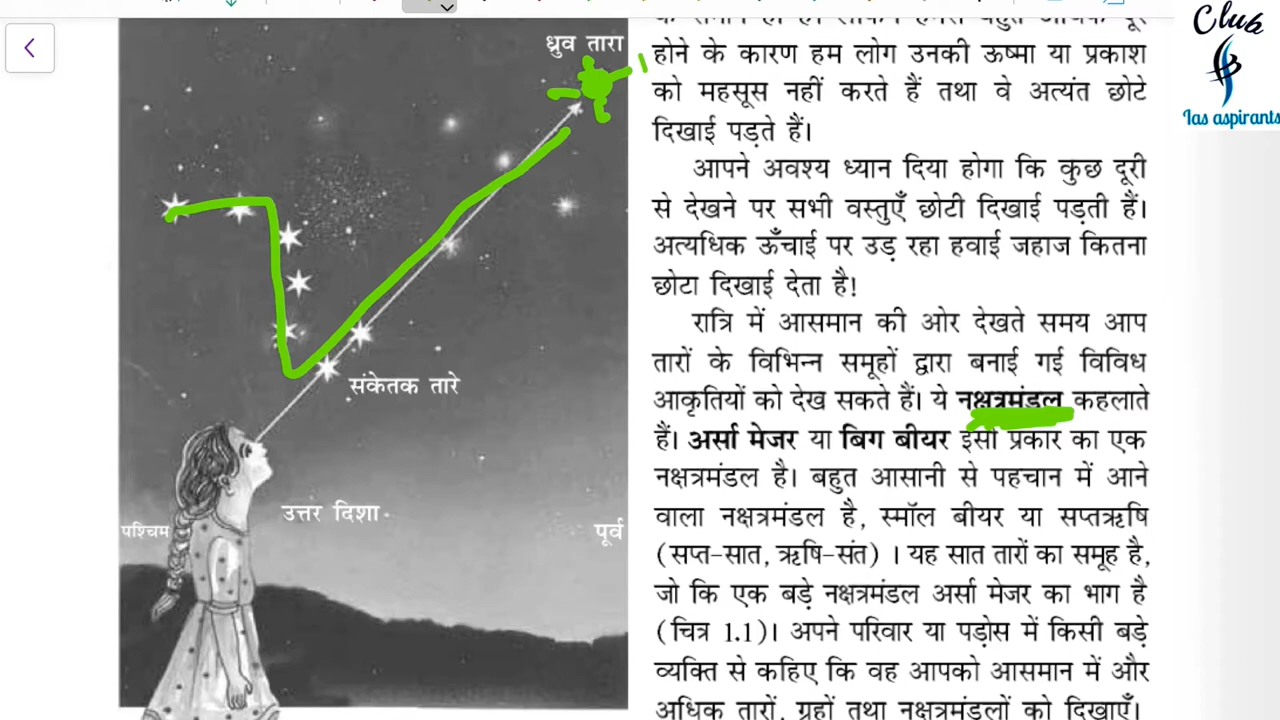 ध्रुव तारा
संकेतक तारे
उत्तर दिशा
पश्चिम
पूर्व
होने के कारण हम लोग उनकी ऊष्मा या प्रकाश
को महसूस नहीं करते हैं तथा वे अत्यंत छोटे
दिखाई पड़ते हैं।
आपने अवश्य ध्यान दिया होगा कि कुछ दूरी
से देखने पर सभी वस्तुएँ छोटी दिखाई पड़ती हैं।
अत्यधिक ऊँचाई पर उड़ रहा हवाई जहाज कितना
छोटा दिखाई देता है!
रात्रि में आसमान की ओर देखते समय आप
तारों के विभिन्न समूहों द्वारा बनाई गई विविध
आकृतियों को देख सकते हैं। ये नक्षत्रमंडल कहलाते
हैं। अर्सा मेजर या बिग बीयर इसी प्रकार का एक
नक्षत्रमंडल है। बहुत आसानी से पहचान में आने
वाला नक्षत्रमंडल है, स्मॉल बीयर या सप्तऋषि
(सप्त-सात, ऋषि-संत) । यह सात तारों का समूह है,
जो कि एक बड़े नक्षत्रमंडल अर्सा मेजर का भाग है
(चित्र 1.1)। अपने परिवार या पड़ोस में किसी बड़े
व्यक्ति से कहिए कि वह आपको आसमान में और
अधिक तारों, ग्रहों तथा नक्षत्रमंडलों को दिखाएँ।
Club
Ias aspirants